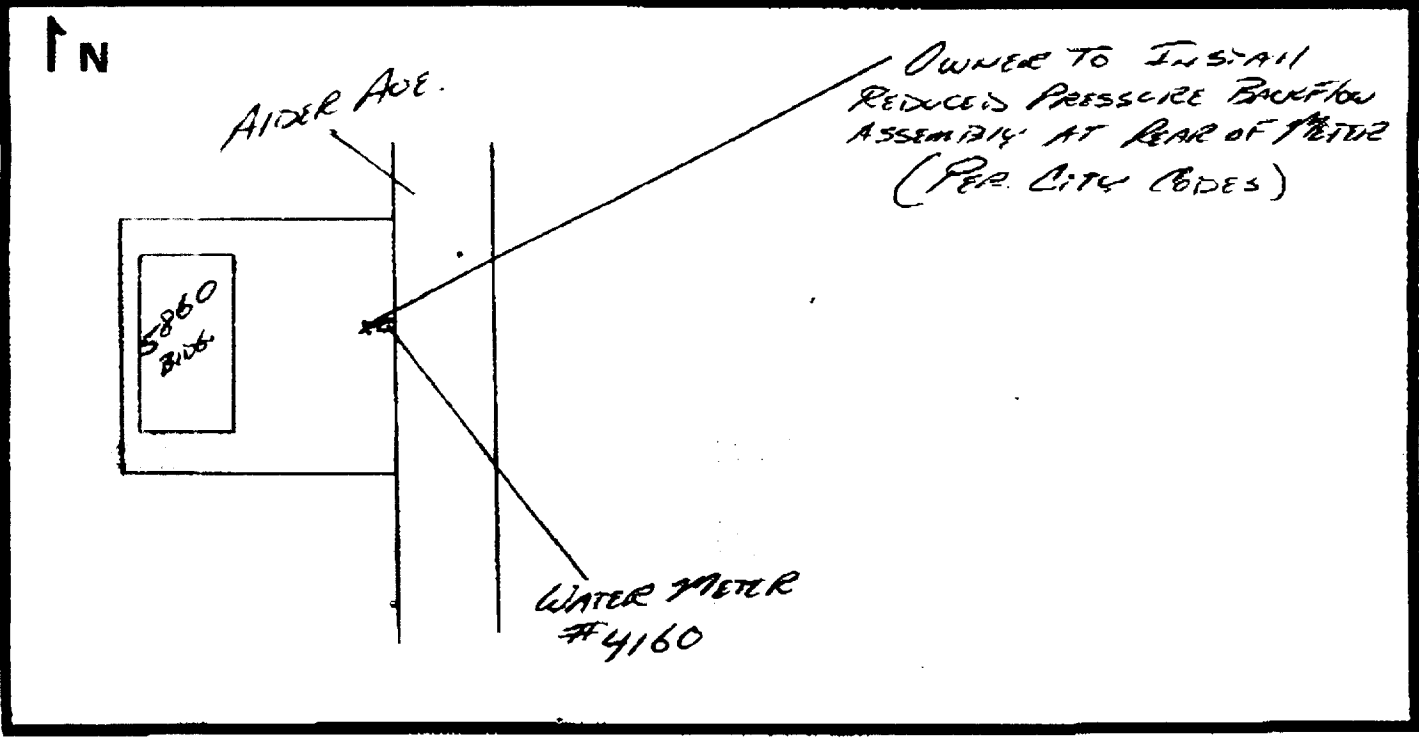 N
ALDER AVE.
OWNER TO INSTALL
REDUCED PRESSURE BACKFLOW
ASSEMBLY AT REAR OF METER
(PER CITY CODES)
5860
BLDG.
WATER METER
#4160